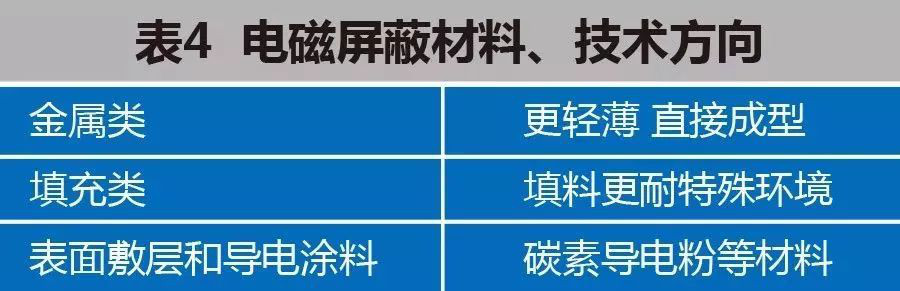 表4 电磁屏蔽材料、技术方向
金属类 更轻薄 直接成型
填充类 填料更耐特殊环境
表面敷层和导电涂料 碳素导电粉等材料